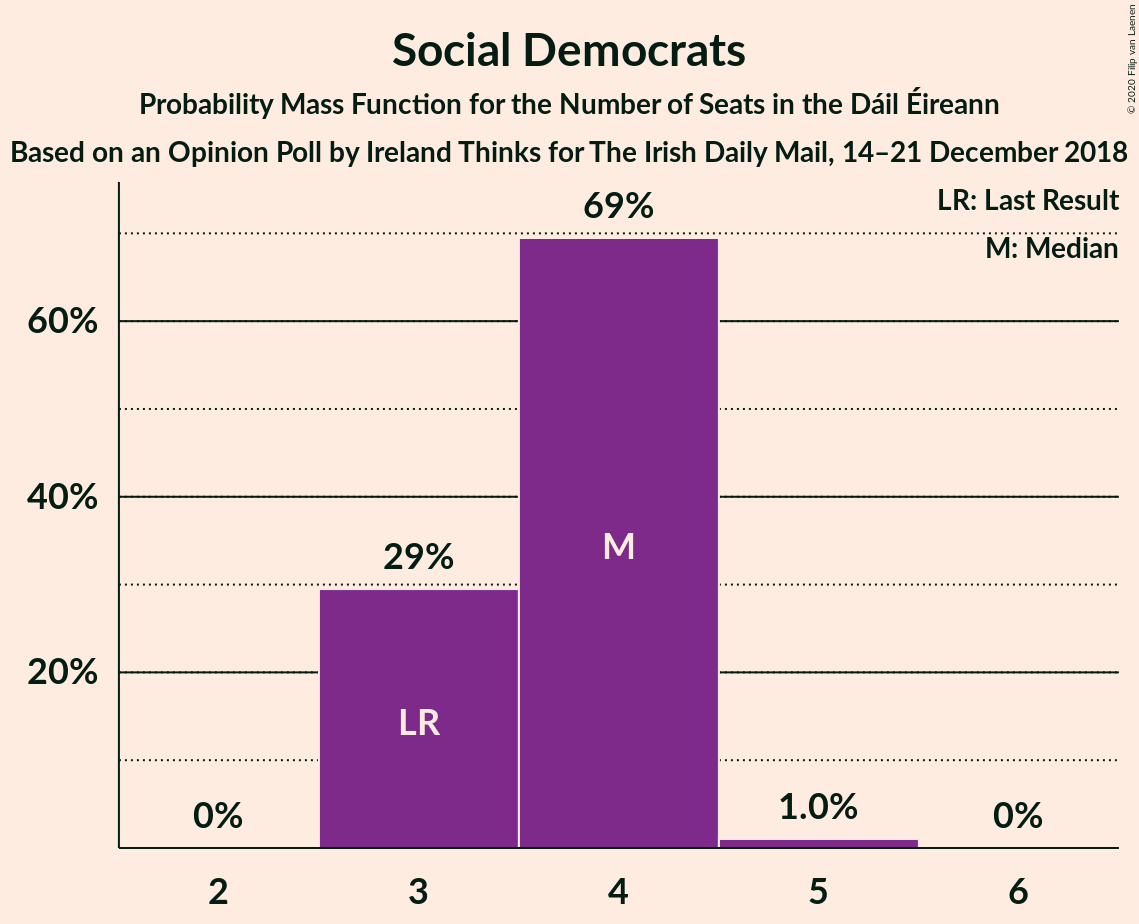 Social Democrats
Probability Mass Function for the Number of Seats in the Dáil Éireann
Based on an Opinion Poll by Ireland Thinks for The Irish Daily Mail, 14–21 December 2018
© 2020 Filip van Laenen
LR: Last Result
M: Median
69%
60%
29%
40%
M
20%
LR
0%
1.0%
0%
2 3 4 5 6